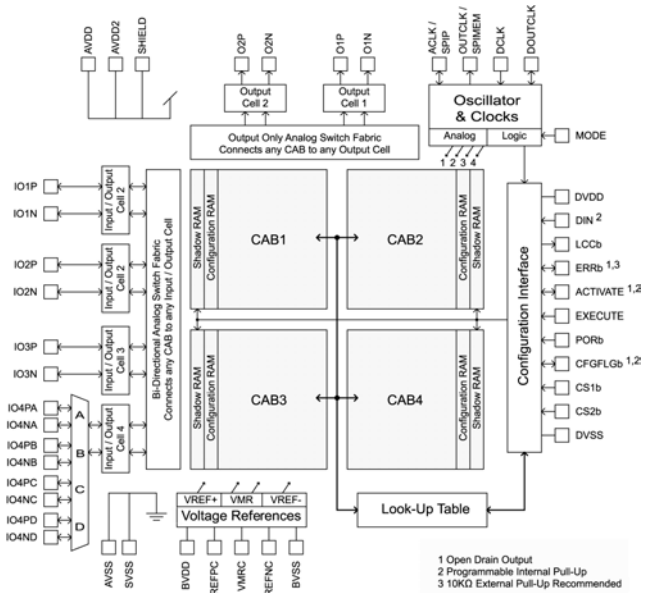 AVDD
AVDD2
SHIELD
O2P
O2N
O1P
O1N
ACLK / SPIP
OUTCLK / SPIMEM
DCLK
DOUTCLK
Output Cell 2
Output Cell 1
Oscillator & Clocks
Analog
Logic
MODE
1 2 3 4
Output Only Analog Switch Fabric
Connects any CAB to any Output Cell
IO1P
IO1N
Input / Output Cell 2
IO2P
IO2N
Input / Output Cell 2
IO3P
IO3N
Input / Output Cell 3
IO4PA
IO4NA
IO4PB
IO4NB
IO4PC
IO4NC
IO4PD
IO4ND
A
B
C
D
Input / Output Cell 4
Bi-Directional Analog Switch Fabric
Connects any CAB to any Input / Output Cell
Shadow RAM
Configuration RAM
CAB1
CAB2
Configuration RAM
Shadow RAM
Shadow RAM
Configuration RAM
CAB3
CAB4
Configuration RAM
Shadow RAM
Configuration Interface
DVDD
DIN 2
LCCb
ERRb 1,3
ACTIVATE 1,2
EXECUTE
PORb
CFGFLGb 1,2
CS1b
CS2b
DVSS
VREF+
VMR
VREF-
Voltage References
Look-Up Table
AVSS
SVSS
BVDD
REFPC
VMRC
REFNC
BVSS
1 Open Drain Output
2 Programmable Internal Pull-Up
3 10KΩ External Pull-Up Recommended